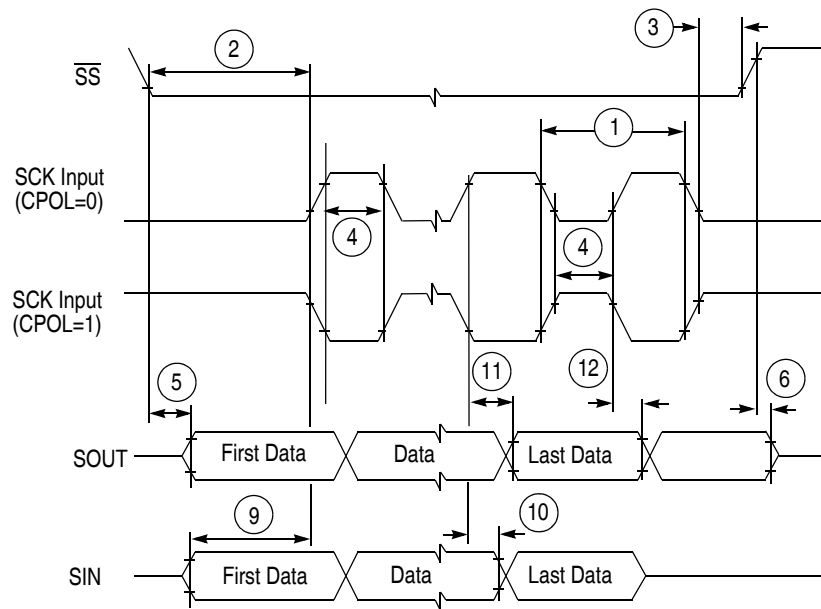 3
2
SS
1
SCK Input
(CPOL=0)
4
4
SCK Input
(CPOL=1)
5
11
12
6
SOUT
First Data
Data
Last Data
9
10
SIN
First Data
Data
Last Data